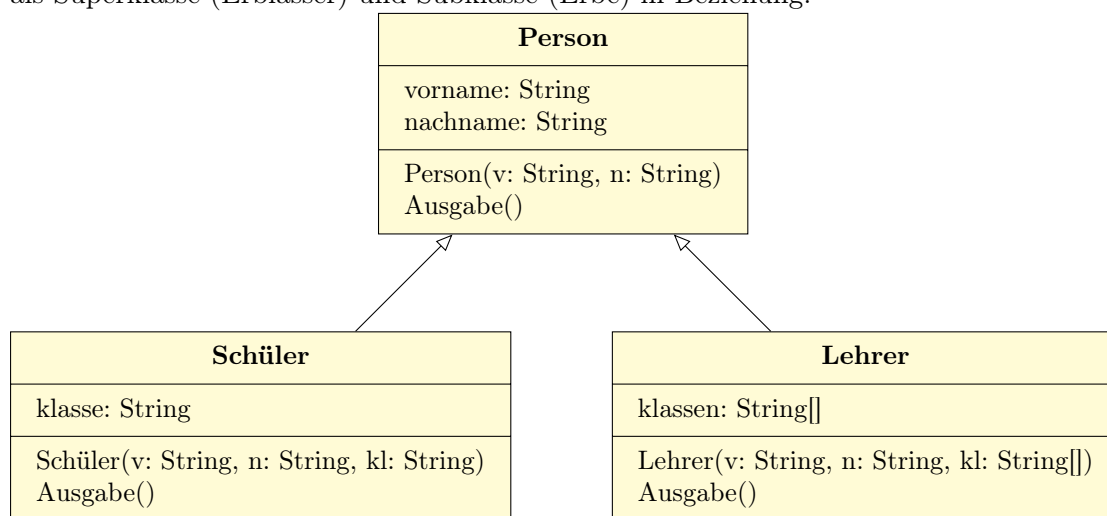 als Superklasse (Erblasser) und Subklasse (Erbe) in Beziehung.
Person
vorname: String
nachname: String
Person(v: String, n: String)
Ausgabe()
Schüler
klasse: String
Schüler(v: String, n: String, kl: String)
Ausgabe()
Lehrer
klassen: String[]
Lehrer(v: String, n: String, kl: String[])
Ausgabe()